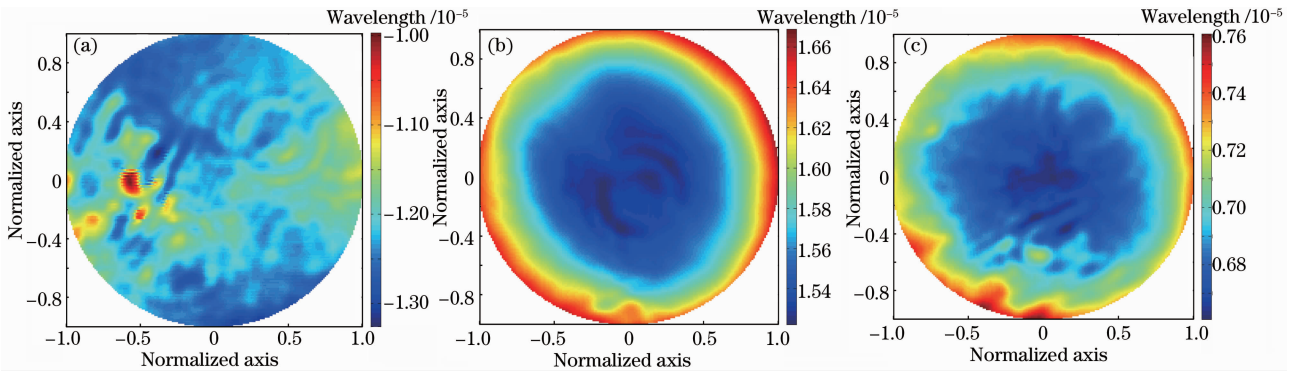 Wavelength /10⁻⁵
(a)
−1.00
−1.10
−1.20
−1.30
0.8
0.4
0
−0.4
−0.8
Normalized axis
−1.0 −0.5 0 0.5 1.0
Normalized axis
Wavelength /10⁻⁵
(b)
1.66
1.64
1.62
1.60
1.58
1.56
1.54
0.8
0.4
0
−0.4
−0.8
Normalized axis
−1.0 −0.5 0 0.5 1.0
Normalized axis
Wavelength /10⁻⁵
(c)
0.76
0.74
0.72
0.70
0.68
0.8
0.4
0
−0.4
−0.8
Normalized axis
−1.0 −0.5 0 0.5 1.0
Normalized axis